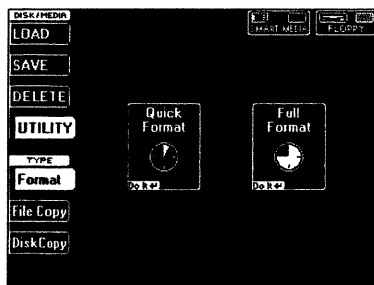 DISK/MEDIA
LOAD
SAVE
DELETE
UTILITY
TYPE
Format
File Copy
DiskCopy
SMART MEDIA
FLOPPY
Quick
Format
Do It
Full
Format
Do It